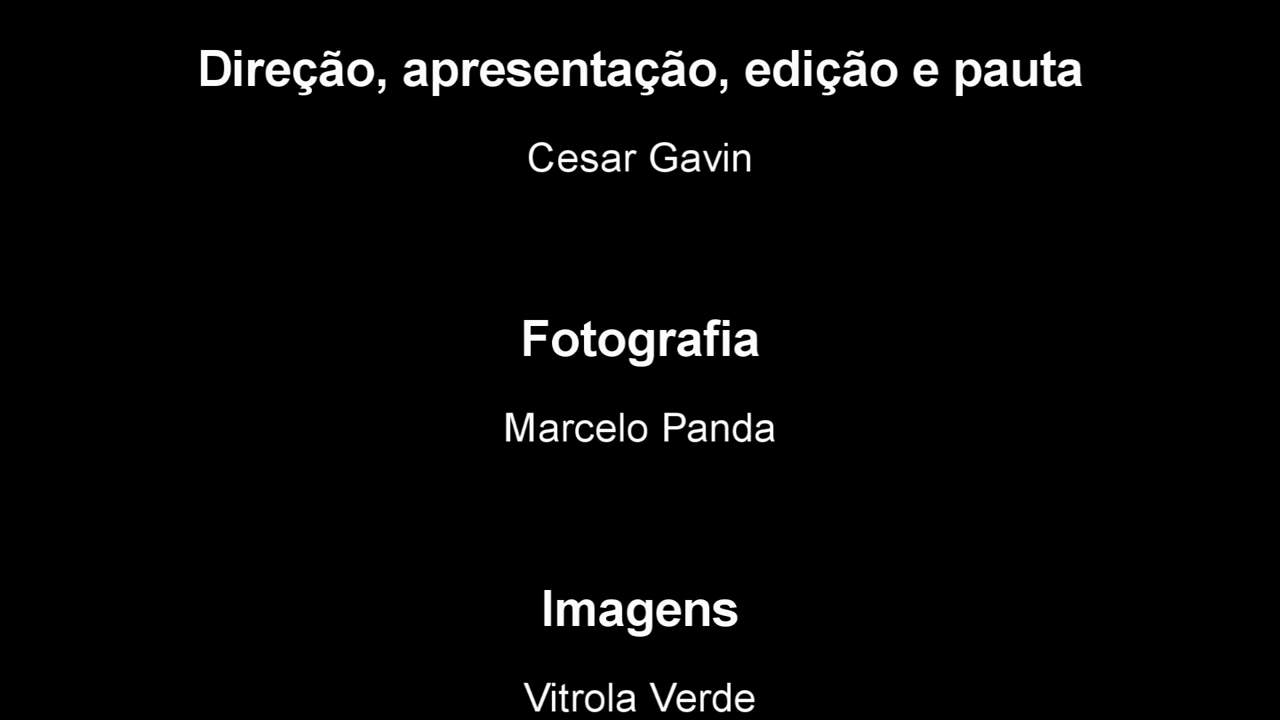 Direção, apresentação, edição e pauta
Cesar Gavin
Fotografia
Marcelo Panda
Imagens
Vitrola Verde